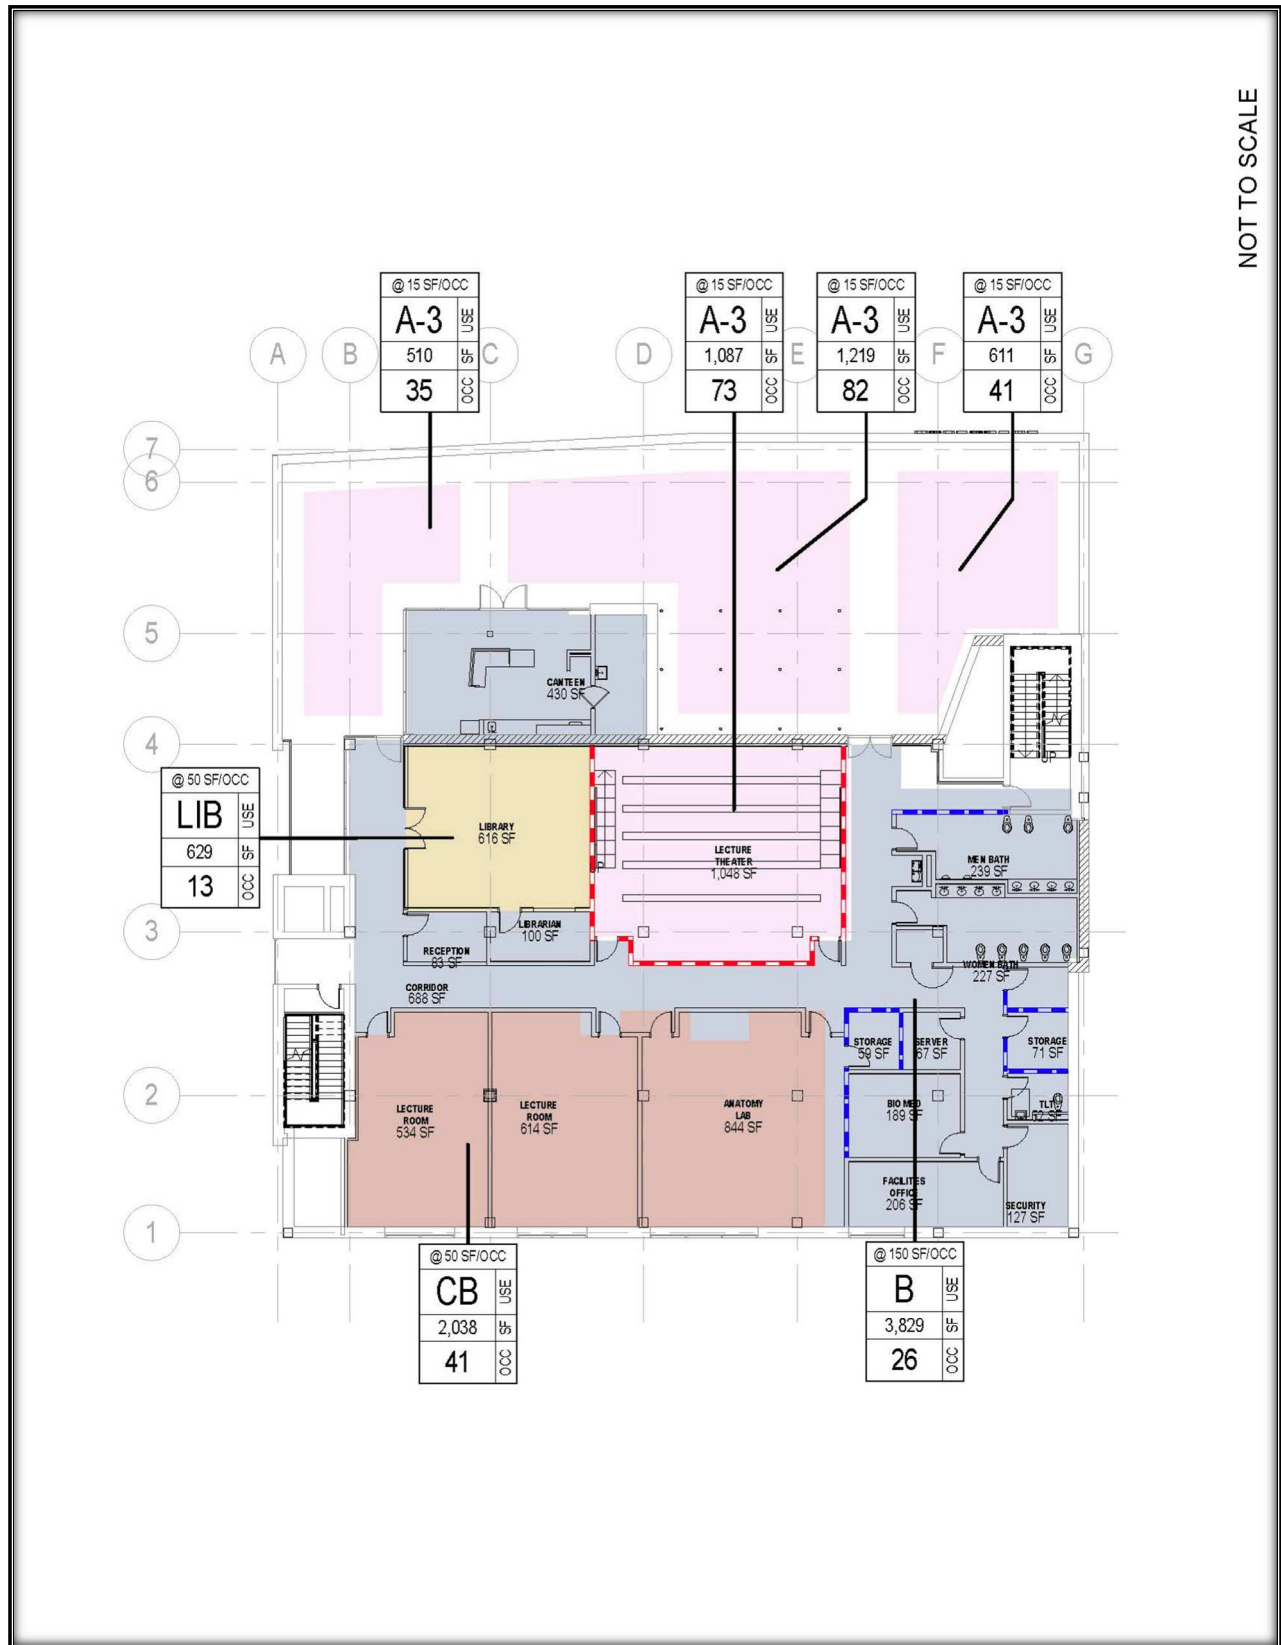 NOT TO SCALE
@ 15 SF/OCC
A-3 USE
510 SF
35 OCC
@ 15 SF/OCC
A-3 USE
1,087 SF
73 OCC
@ 15 SF/OCC
A-3 USE
1,219 SF
82 OCC
@ 15 SF/OCC
A-3 USE
611 SF
41 OCC
A
B
C
D
E
F
G
7
6
5
4
3
2
1
CANTEEN
430 SF
UP
@ 50 SF/OCC
LIB USE
629 SF
13 OCC
LIBRARY
616 SF
LECTURE
THEATER
1,048 SF
MEN BATH
239 SF
LIBRARIAN
100 SF
RECEPTION
83 SF
WOMEN BATH
227 SF
CORRIDOR
688 SF
STORAGE
59 SF
SERVER
67 SF
STORAGE
71 SF
LECTURE
ROOM
534 SF
LECTURE
ROOM
614 SF
ANATOMY
LAB
844 SF
BIO MED
189 SF
TLT
52 SF
FACILITES
OFFICE
206 SF
SECURITY
127 SF
@ 50 SF/OCC
CB USE
2,038 SF
41 OCC
@ 150 SF/OCC
B USE
3,829 SF
26 OCC